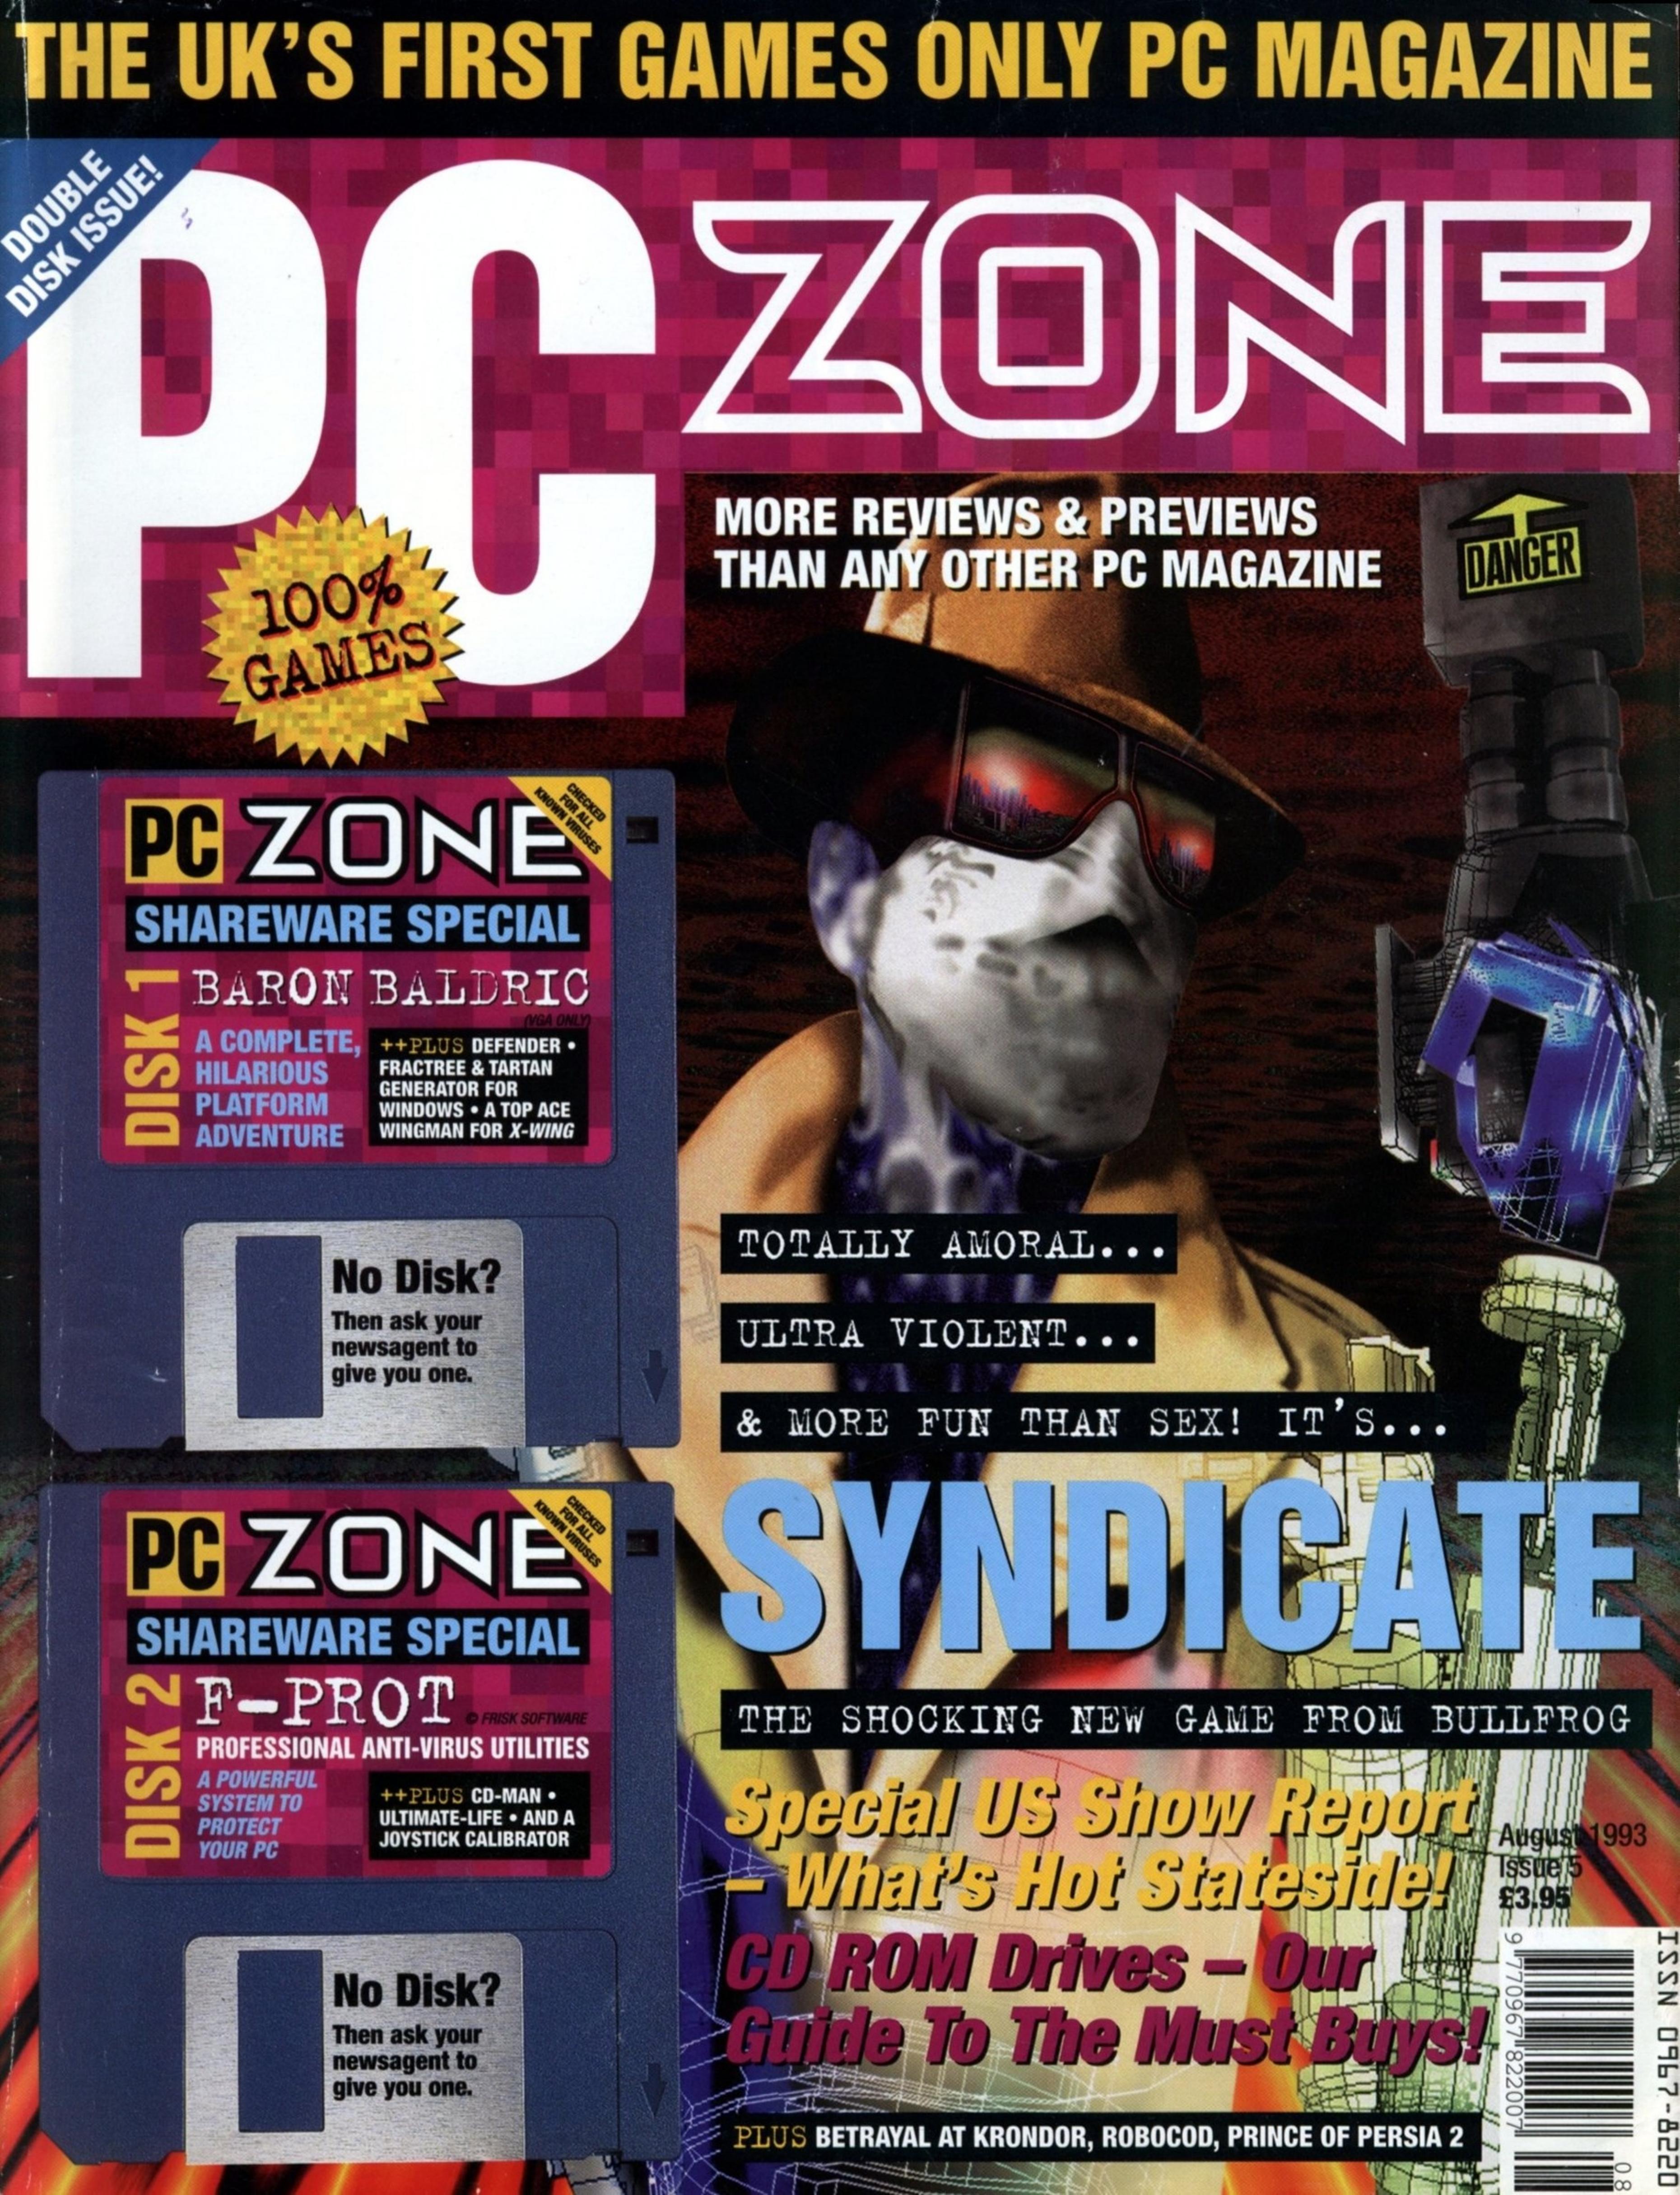 THE UK'S FIRST GAMES ONLY PC MAGAZINE
DOUBLE
DISK ISSUE!
PC ZONE
100%
GAMES
MORE REVIEWS & PREVIEWS
THAN ANY OTHER PC MAGAZINE
DANGER
PC ZONE
CHECKED
FOR ALL
KNOWN VIRUSES
SHAREWARE SPECIAL
DISK 1
BARON BALDRIC
(VGA ONLY)
A COMPLETE,
HILARIOUS
PLATFORM
ADVENTURE
++PLUS DEFENDER •
FRACTREE & TARTAN
GENERATOR FOR
WINDOWS • A TOP ACE
WINGMAN FOR X-WING
No Disk?
Then ask your
newsagent to
give you one.
TOTALLY AMORAL...
ULTRA VIOLENT...
& MORE FUN THAN SEX! IT'S...
SYNDICATE
THE SHOCKING NEW GAME FROM BULLFROG
PC ZONE
CHECKED
FOR ALL
KNOWN VIRUSES
SHAREWARE SPECIAL
DISK 2
F-PROT
© FRISK SOFTWARE
PROFESSIONAL ANTI-VIRUS UTILITIES
A POWERFUL
SYSTEM TO
PROTECT
YOUR PC
++PLUS CD-MAN •
ULTIMATE-LIFE • AND A
JOYSTICK CALIBRATOR
No Disk?
Then ask your
newsagent to
give you one.
Special US Show Report
– What's Hot Stateside!
August 1993
Issue 5
£3.95
CD ROM Drives – Our
Guide To The Must Buys!
PLUS BETRAYAL AT KRONDOR, ROBOCOD, PRINCE OF PERSIA 2
ISSN 0967-8220
9 770967 822007
08